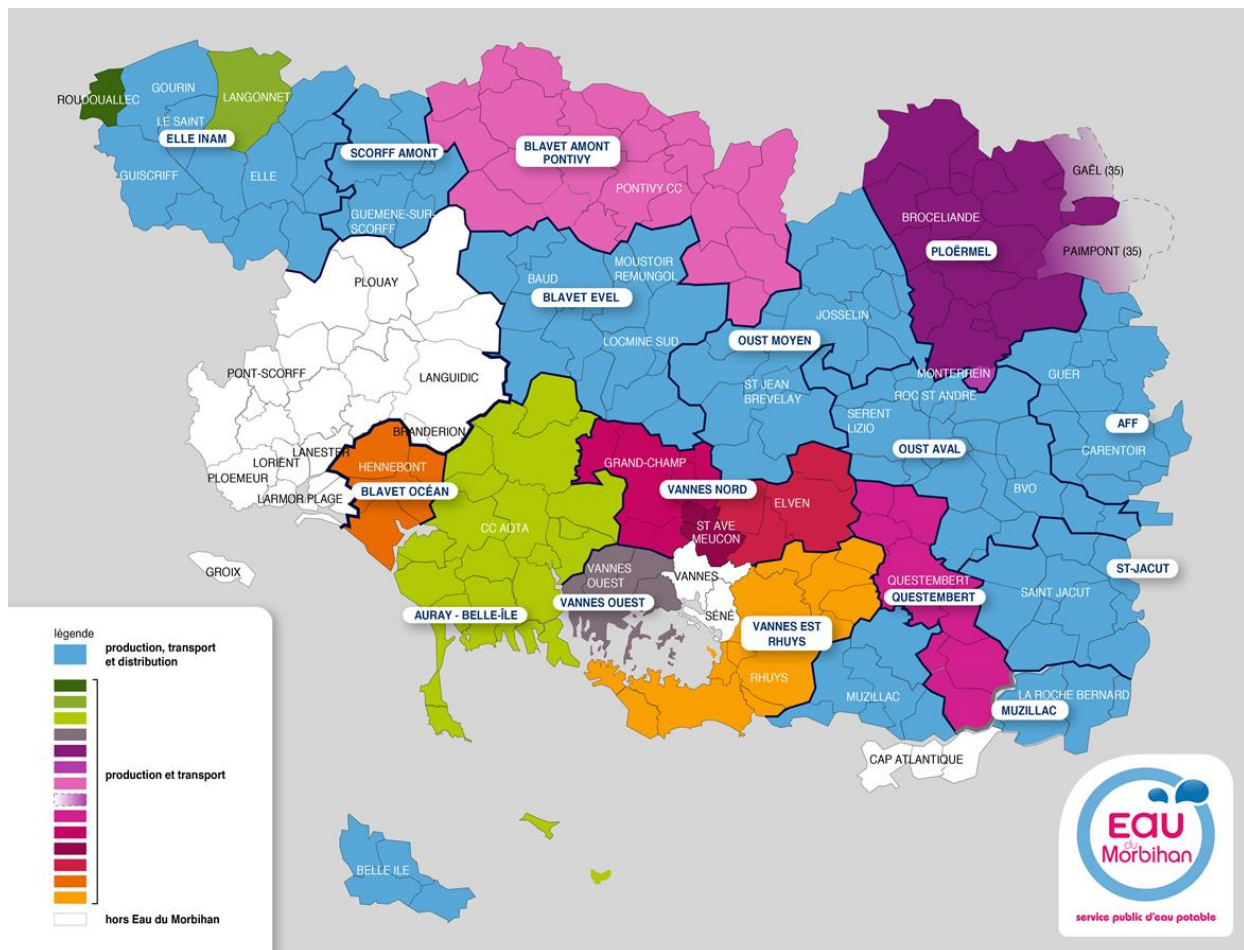 ROUDOUALLEC
GOURIN
LANGONNET
LE SAINT
ELLE INAM
GUISCRIFF
ELLE
SCORFF AMONT
GUEMENE-SUR-
SCORFF
BLAVET AMONT
PONTIVY
PONTIVY CC
GAËL (35)
BROCELIANDE
PLOËRMEL
PAIMPONT (35)
PLOUAY
BAUD
MOUSTOIR
REMUNGOL
BLAVET EVEL
LOCMINE SUD
JOSSELIN
OUST MOYEN
PONT-SCORFF
LANGUIDIC
ST JEAN
BREVELAY
MONTERREIN
ROC ST ANDRE
GUER
SERENT
LIZIO
AFF
CARENTOIR
OUST AVAL
BRANDERION
LANESTER
LORIENT
PLOEMEUR
LARMOR PLAGE
HENNEBONT
BLAVET OCÉAN
GRAND-CHAMP
VANNES NORD
ELVEN
BVO
CC AQTA
ST AVE
MEUCON
GROIX
VANNES
OUEST
VANNES
QUESTEMBERT
QUESTEMBERT
ST-JACUT
SAINT JACUT
VANNES OUEST
AURAY - BELLE-ÎLE
SÉNÉ
VANNES EST
RHUYS
RHUYS
MUZILLAC
LA ROCHE BERNARD
MUZILLAC
CAP ATLANTIQUE
BELLE ILE
légende
production, transport
et distribution
production et transport
hors Eau du Morbihan
EAU
du
Morbihan
service public d'eau potable